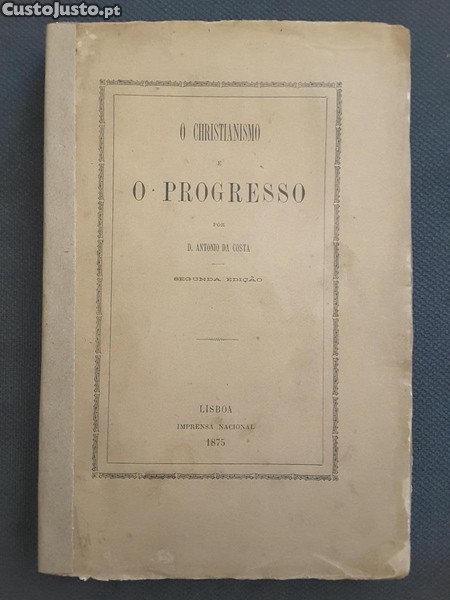 CustoJusto.pt
O CHRISTIANISMO
E
O PROGRESSO
POR
D. ANTONIO DA COSTA
SEGUNDA EDIÇÃO
LISBOA
IMPRENSA NACIONAL
1875